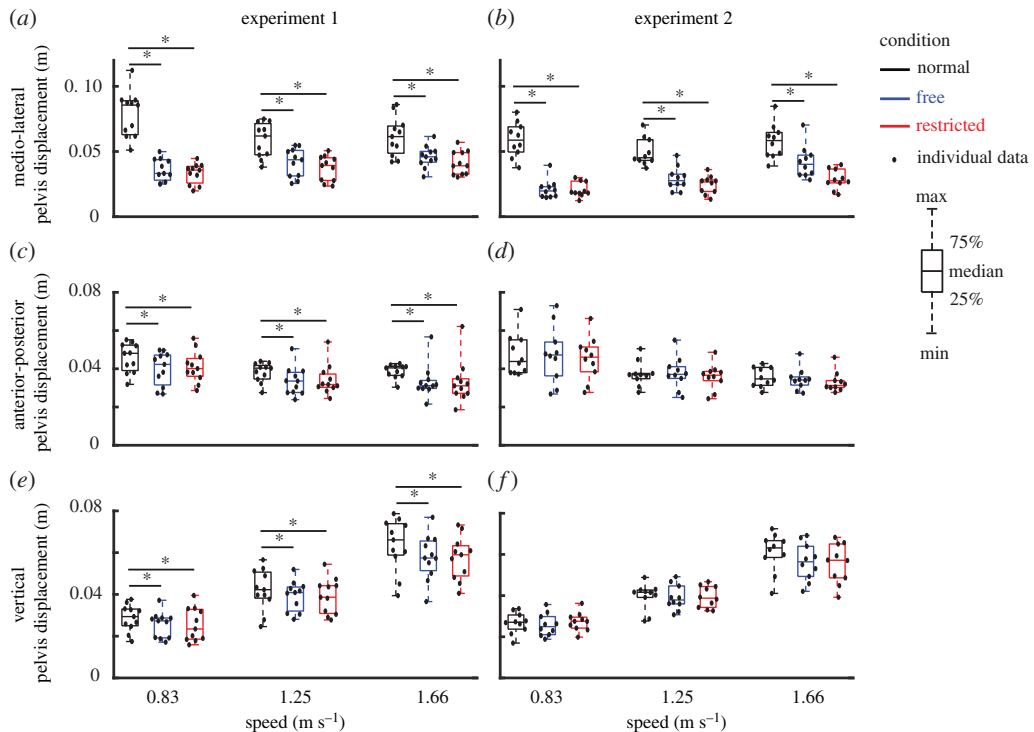 (a) experiment 1
(b) experiment 2
* *
* *
* *
* *
* *
* *
medio-lateral
pelvis displacement (m)
0.10
0.05
0
condition
normal
free
restricted
individual data
max
75%
median
25%
min
(c)
(d)
* *
* *
* *
anterior-posterior
pelvis displacement (m)
0.08
0.04
0
(e)
(f)
* *
* *
* *
vertical
pelvis displacement (m)
0.08
0.04
0
0.83 1.25 1.66
speed (m s⁻¹)
0.83 1.25 1.66
speed (m s⁻¹)